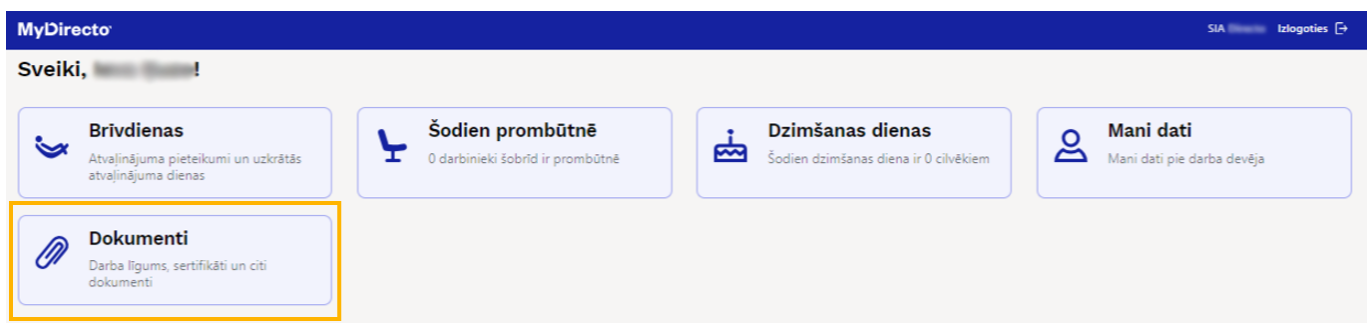 MyDirecto
SIA Izlogoties
Sveiki, !
Brīvdienas
Atvaļinājuma pieteikumi un uzkrātās
atvaļinājuma dienas
Šodien prombūtnē
0 darbinieki šobrīd ir prombūtnē
Dzimšanas dienas
Šodien dzimšanas diena ir 0 cilvēkiem
Mani dati
Mani dati pie darba devēja
Dokumenti
Darba līgums, sertifikāti un citi
dokumenti